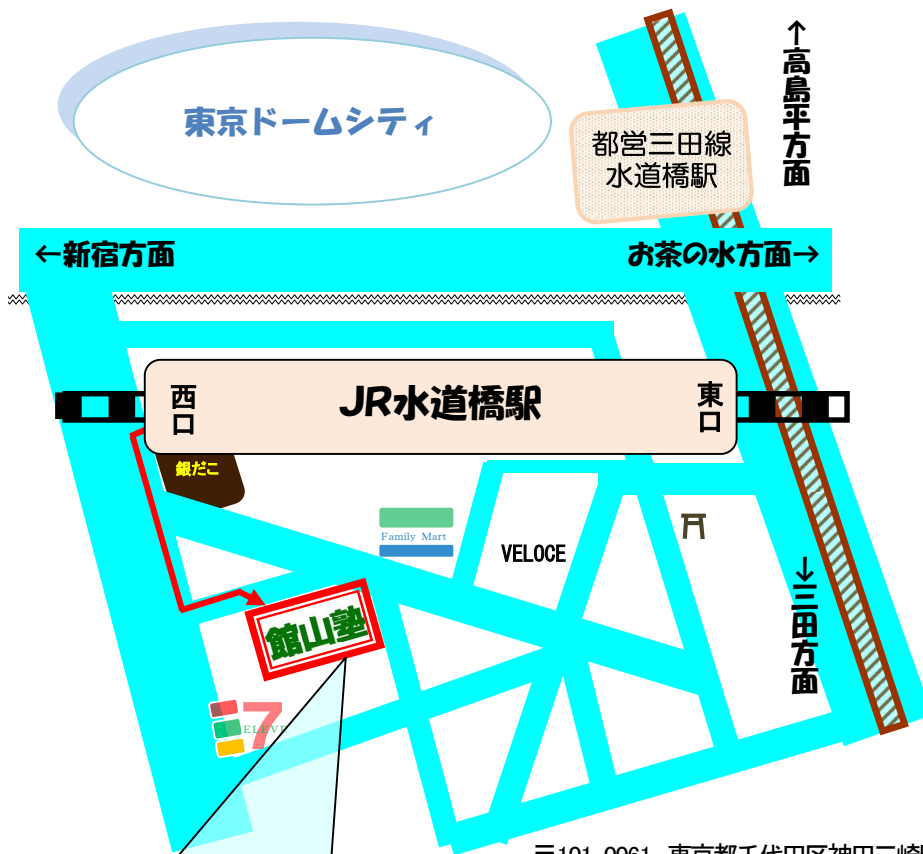 ↑高島平方面
東京ドームシティ
都営三田線
水道橋駅
←新宿方面
お茶の水方面→
西口
JR水道橋駅
東口
銀だこ
Family Mart
VELOCE
←三田方面
館山塾
7
ELEVE
〒101-0061 東京都千代田区神田三崎町